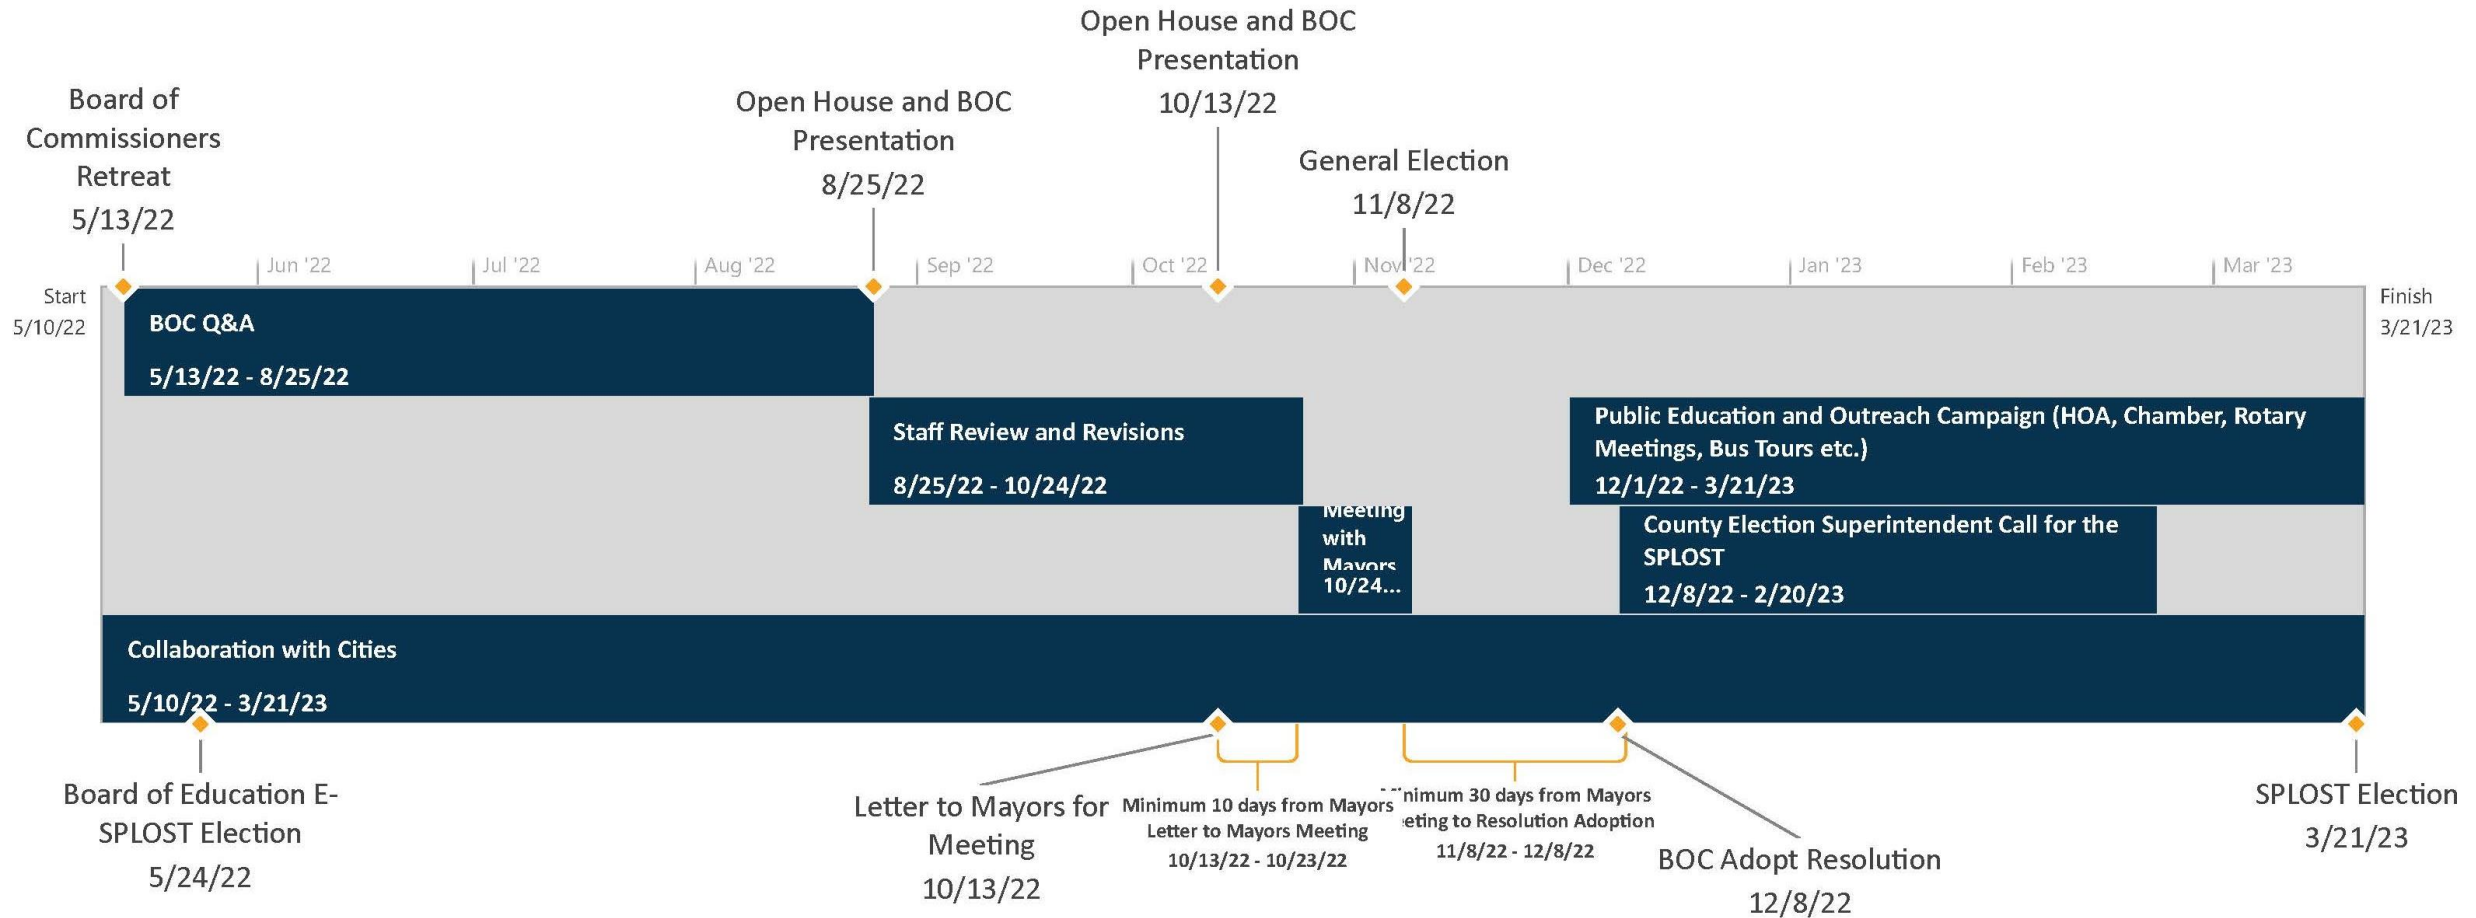 Open House and BOC
Presentation
10/13/22
Board of
Commissioners
Retreat
5/13/22
Open House and BOC
Presentation
8/25/22
General Election
11/8/22
Jun '22
Jul '22
Aug '22
Sep '22
Oct '22
Nov '22
Dec '22
Jan '23
Feb '23
Mar '23
Start
5/10/22
Finish
3/21/23
BOC Q&A
5/13/22 - 8/25/22
Staff Review and Revisions
8/25/22 - 10/24/22
Public Education and Outreach Campaign (HOA, Chamber, Rotary
Meetings, Bus Tours etc.)
12/1/22 - 3/21/23
Meeting
with
Mayors
10/24...
County Election Superintendent Call for the
SPLOST
12/8/22 - 2/20/23
Collaboration with Cities
5/10/22 - 3/21/23
Board of Education E-
SPLOST Election
5/24/22
Letter to Mayors for
Meeting
10/13/22
Minimum 10 days from Mayors
Letter to Mayors Meeting
10/13/22 - 10/23/22
30 days from Mayors
to Resolution Adoption
11/8/22 - 12/8/22
BOC Adopt Resolution
12/8/22
SPLOST Election
3/21/23